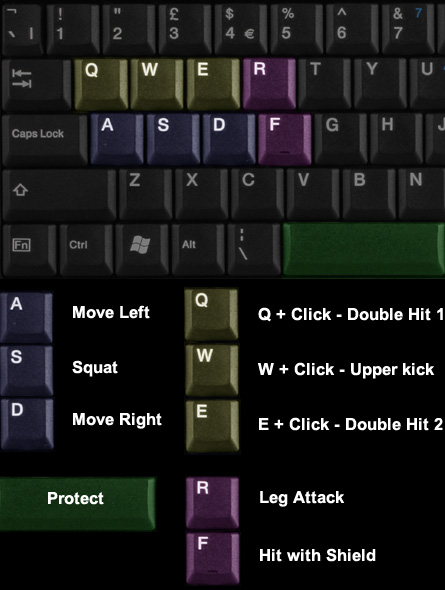 ¬ ! " £ $ % ^ & 7
\ | 1 2 3 4 € 5 6 7
Q W E R T Y U
Caps Lock A S D F G H J
Z X C V B N
Fn Ctrl Alt ¦ \
A Move Left
S Squat
D Move Right
Q Q + Click - Double Hit 1
W W + Click - Upper kick
E E + Click - Double Hit 2
Protect
R Leg Attack
F Hit with Shield